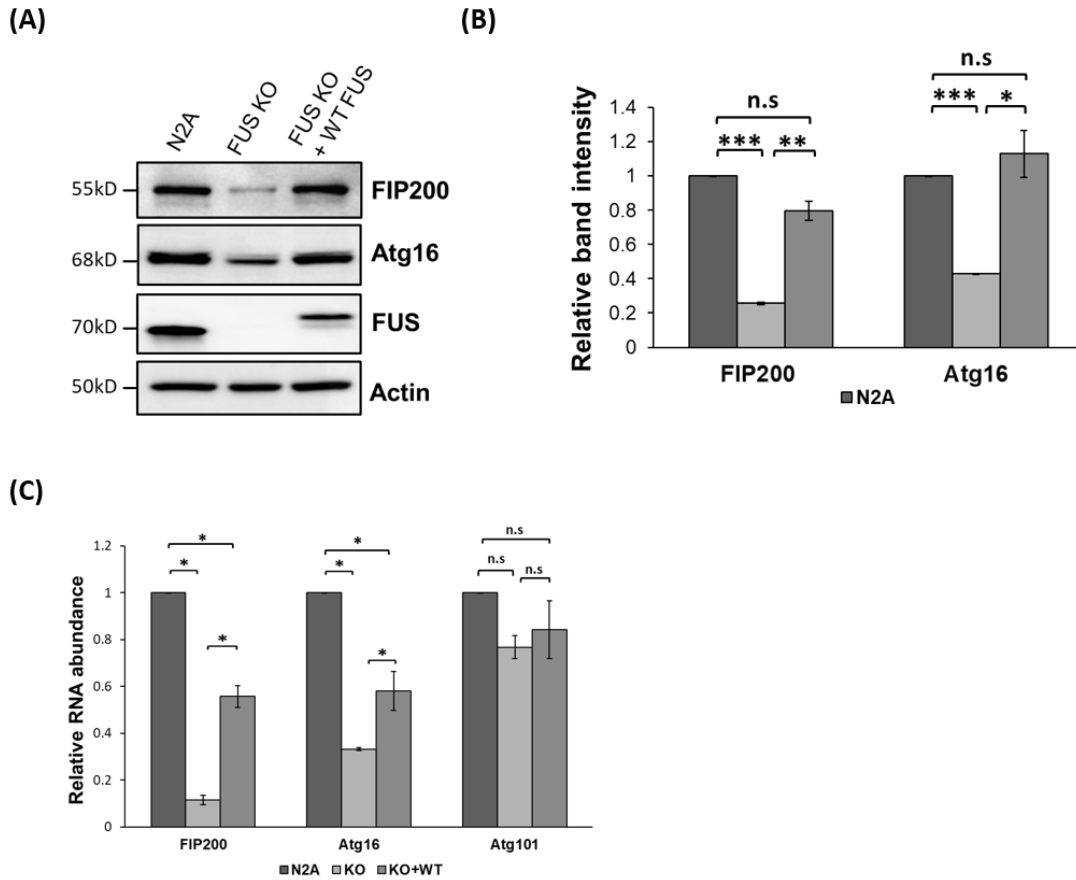 (A)
N2A
FUS KO
FUS KO
+ WT FUS
55kD
FIP200
68kD
Atg16
70kD
FUS
50kD
Actin
(B)
Relative band intensity
1.4
1.2
1
0.8
0.6
0.4
0.2
0
n.s
*** **
n.s
*** *
FIP200 Atg16
N2A
(C)
Relative RNA abundance
1.2
1
0.8
0.6
0.4
0.2
0
*
*
*
*
*
*
n.s
n.s
n.s
FIP200 Atg16 Atg101
N2A KO KO+WT